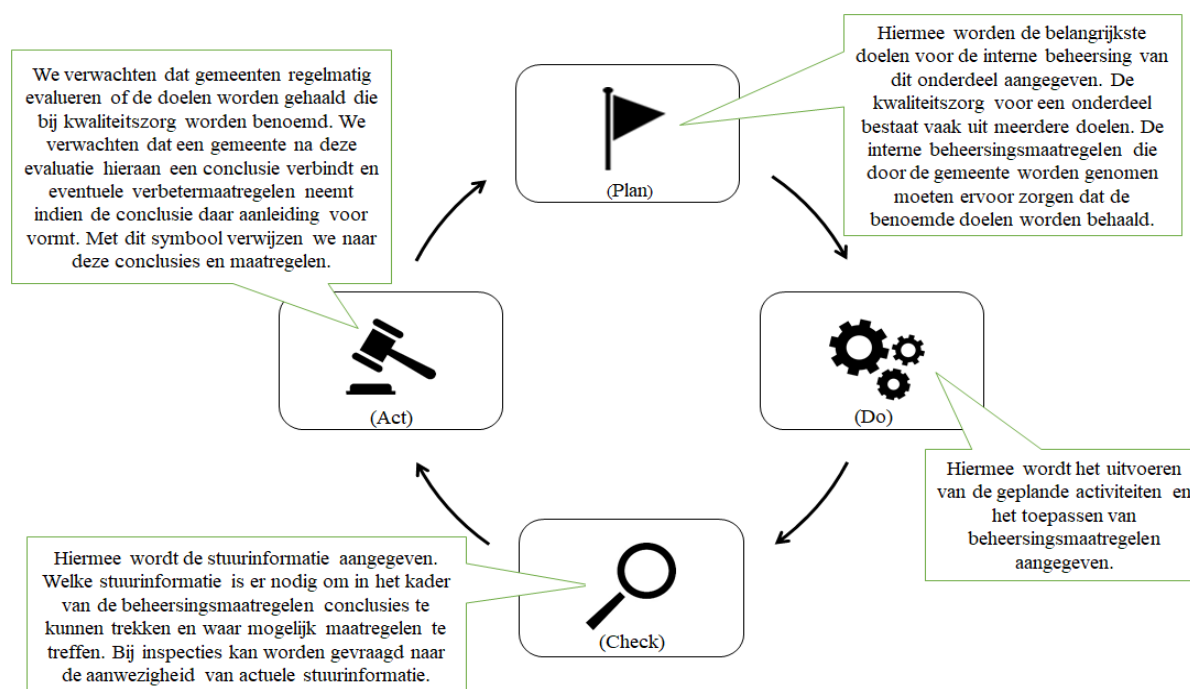 We verwachten dat gemeenten regelmatig
evalueren of de doelen worden gehaald die
bij kwaliteitszorg worden benoemd. We
verwachten dat een gemeente na deze
evaluatie hieraan een conclusie verbindt en
eventuele verbetermaatregelen neemt
indien de conclusie daar aanleiding voor
vormt. Met dit symbool verwijzen we naar
deze conclusies en maatregelen.
(Plan)
Hiermee worden de belangrijkste
doelen voor de interne beheersing van
dit onderdeel aangegeven. De
kwaliteitszorg voor een onderdeel
bestaat vaak uit meerdere doelen. De
interne beheersingsmaatregelen die
door de gemeente worden genomen
moeten ervoor zorgen dat de
benoemde doelen worden behaald.
(Act)
(Do)
Hiermee wordt het uitvoeren
van de geplande activiteiten en
het toepassen van
beheersingsmaatregelen
aangegeven.
Hiermee wordt de stuurinformatie aangegeven.
Welke stuurinformatie is er nodig om in het kader
van de beheersingsmaatregelen conclusies te
kunnen trekken en waar mogelijk maatregelen te
treffen. Bij inspecties kan worden gevraagd naar
de aanwezigheid van actuele stuurinformatie.
(Check)